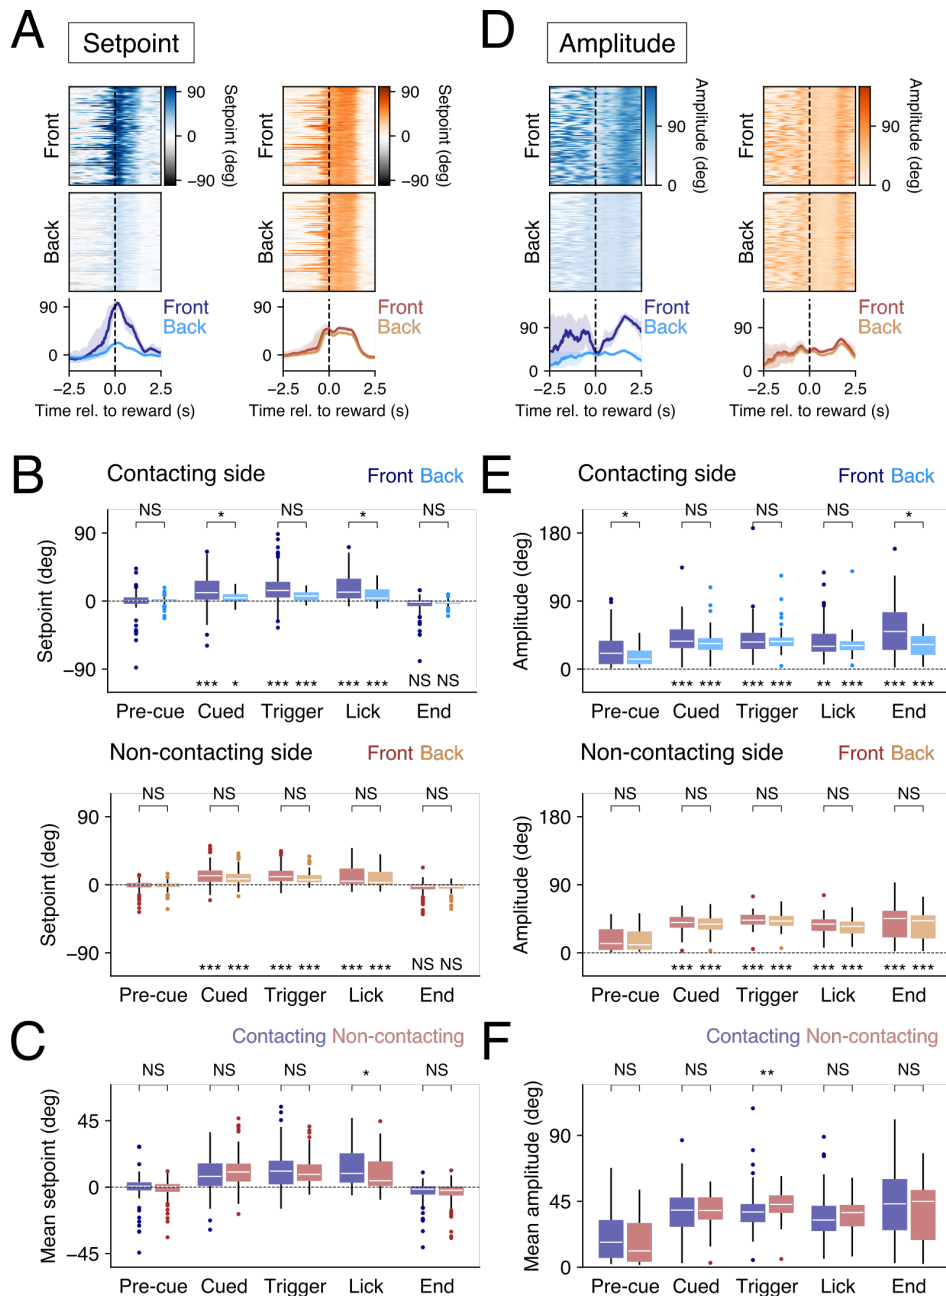 A
Setpoint
Front
90
0
−90
Setpoint (deg)
Front
90
0
−90
Setpoint (deg)
Back
Back
90
0
Front
Back
−2.5 0.0 2.5
Time rel. to reward (s)
Front
Back
−2.5 0.0 2.5
Time rel. to reward (s)
D
Amplitude
Front
90
0
Amplitude (deg)
Front
90
0
Amplitude (deg)
Back
Back
90
0
Front
Back
−2.5 0.0 2.5
Time rel. to reward (s)
90
0
Front
Back
−2.5 0.0 2.5
Time rel. to reward (s)
B
Contacting side
Front Back
NS * NS * NS
Setpoint (deg)
90
0
−90
*** * *** *** *** *** NS NS
Pre-cue Cued Trigger Lick End
Non-contacting side
Front Back
NS NS NS NS NS
Setpoint (deg)
90
0
−90
*** *** *** *** *** *** NS NS
Pre-cue Cued Trigger Lick End
C
Contacting Non-contacting
NS NS NS * NS
Mean setpoint (deg)
45
0
−45
Pre-cue Cued Trigger Lick End
E
Contacting side
Front Back
* NS NS NS *
Amplitude (deg)
180
90
0
*** *** *** *** ** *** *** ***
Pre-cue Cued Trigger Lick End
Non-contacting side
Front Back
NS NS NS NS NS
Amplitude (deg)
180
90
0
*** *** *** *** *** *** *** ***
Pre-cue Cued Trigger Lick End
F
Contacting Non-contacting
NS NS ** NS NS
Mean amplitude (deg)
90
45
0
Pre-cue Cued Trigger Lick End